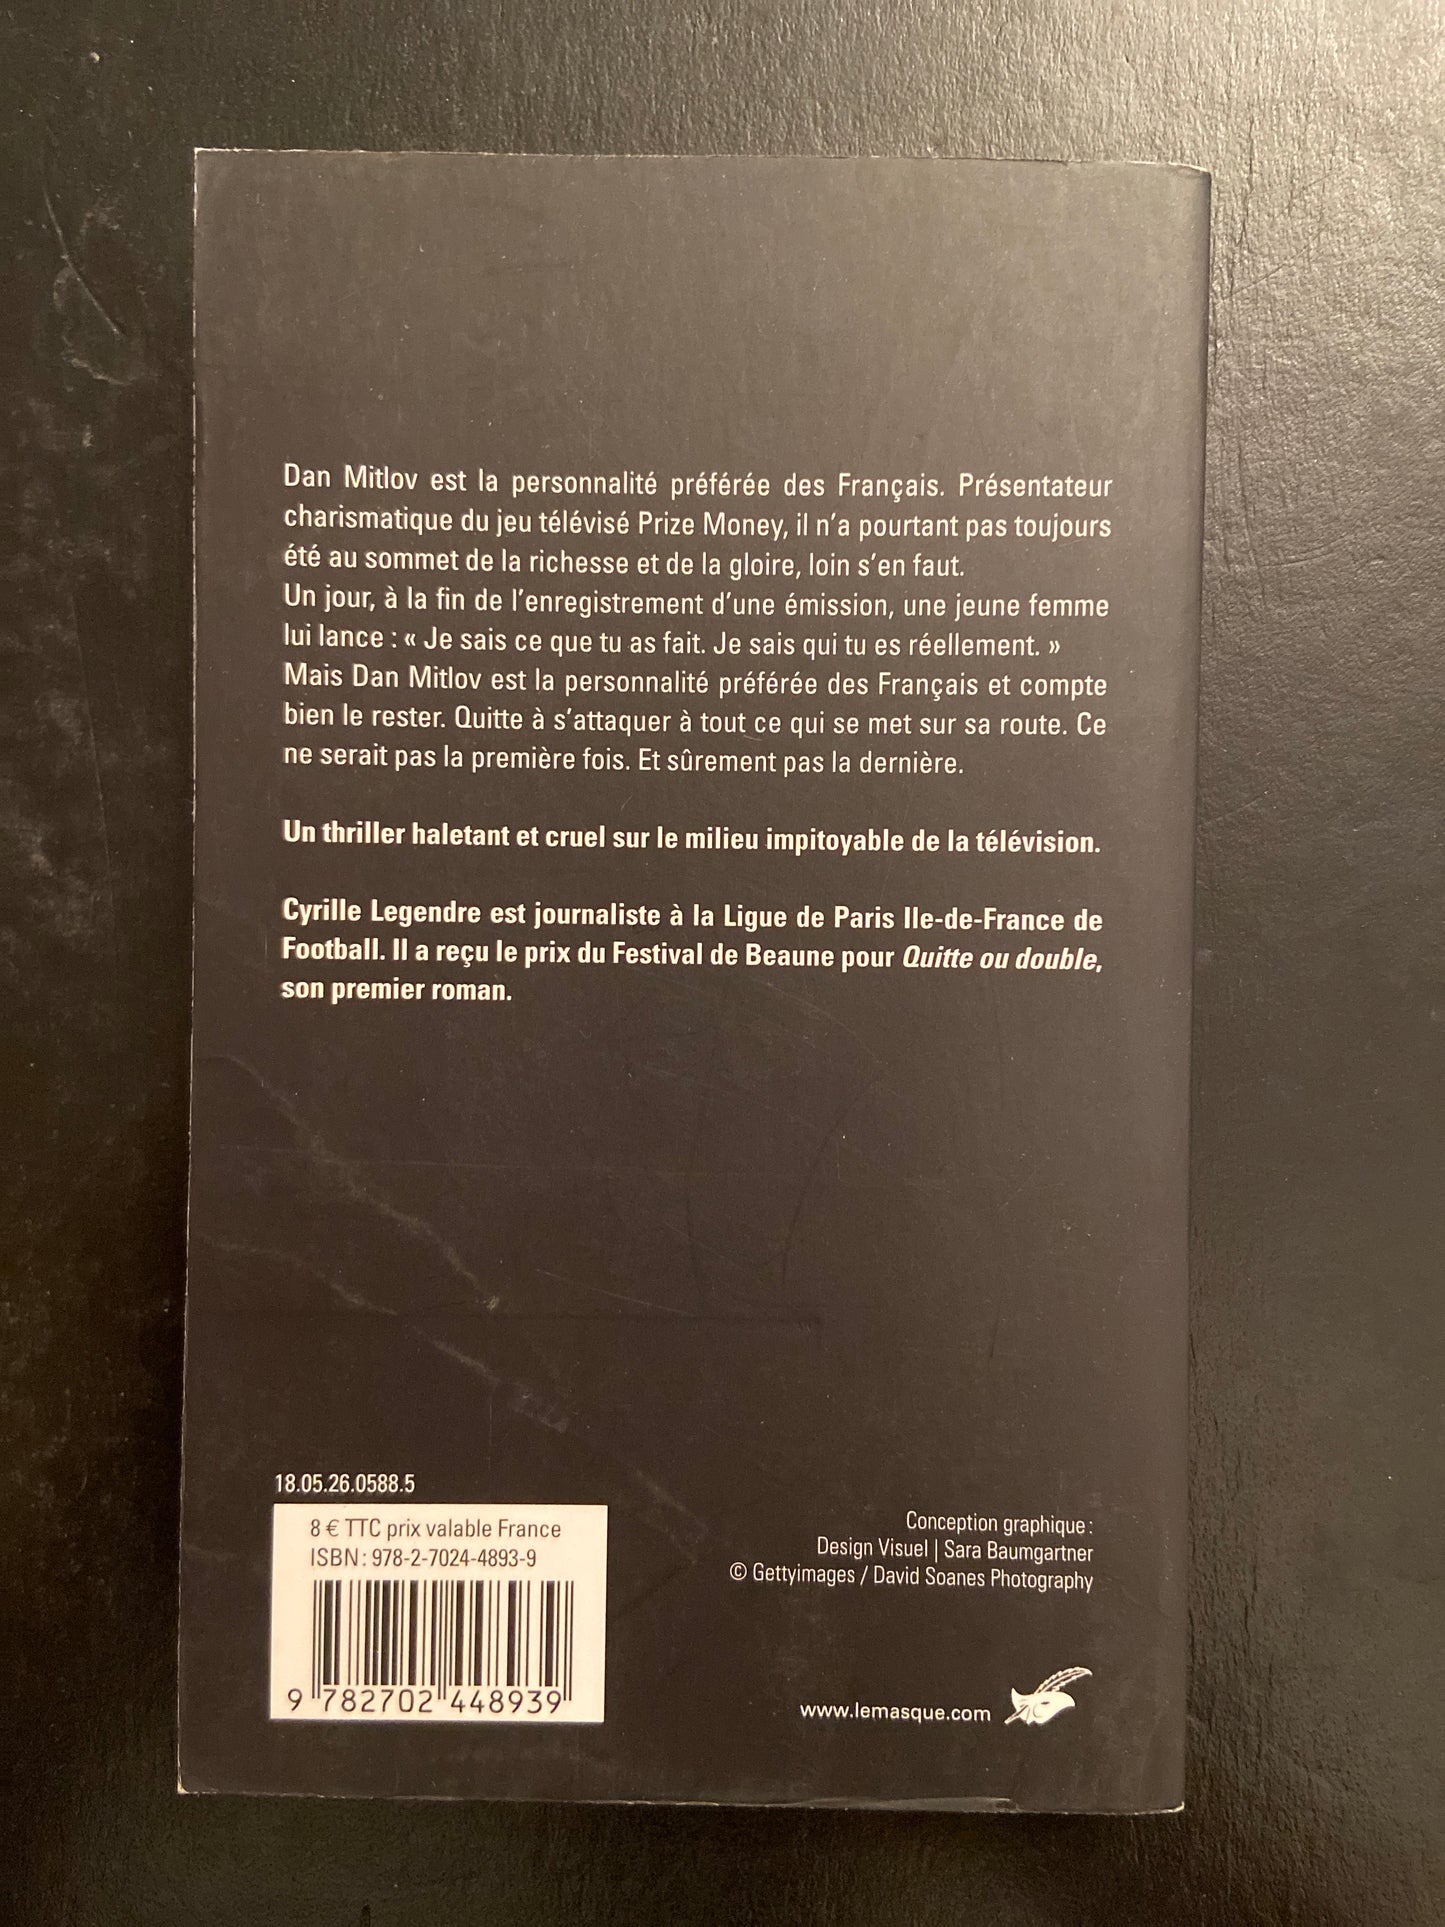 Dan Mitlov est la personnalité préférée des Français. Présentateur
charismatique du jeu télévisé Prize Money, il n'a pourtant pas toujours
été au sommet de la richesse et de la gloire, loin s'en faut.
Un jour, à la fin de l'enregistrement d'une émission, une jeune femme
lui lance : « Je sais ce que tu as fait. Je sais qui tu es réellement. »
Mais Dan Mitlov est la personnalité préférée des Français et compte
bien le rester. Quitte à s'attaquer à tout ce qui se met sur sa route. Ce
ne serait pas la première fois. Et sûrement pas la dernière.
Un thriller haletant et cruel sur le milieu impitoyable de la télévision.
Cyrille Legendre est journaliste à la Ligue de Paris Ile-de-France de
Football. Il a reçu le prix du Festival de Beaune pour Quitte ou double,
son premier roman.
18.05.26.0588.5
8 € TTC prix valable France
ISBN : 978-2-7024-4893-9
9 782702 448939
Conception graphique :
Design Visuel | Sara Baumgartner
© Gettyimages / David Soanes Photography
www.lemasque.com